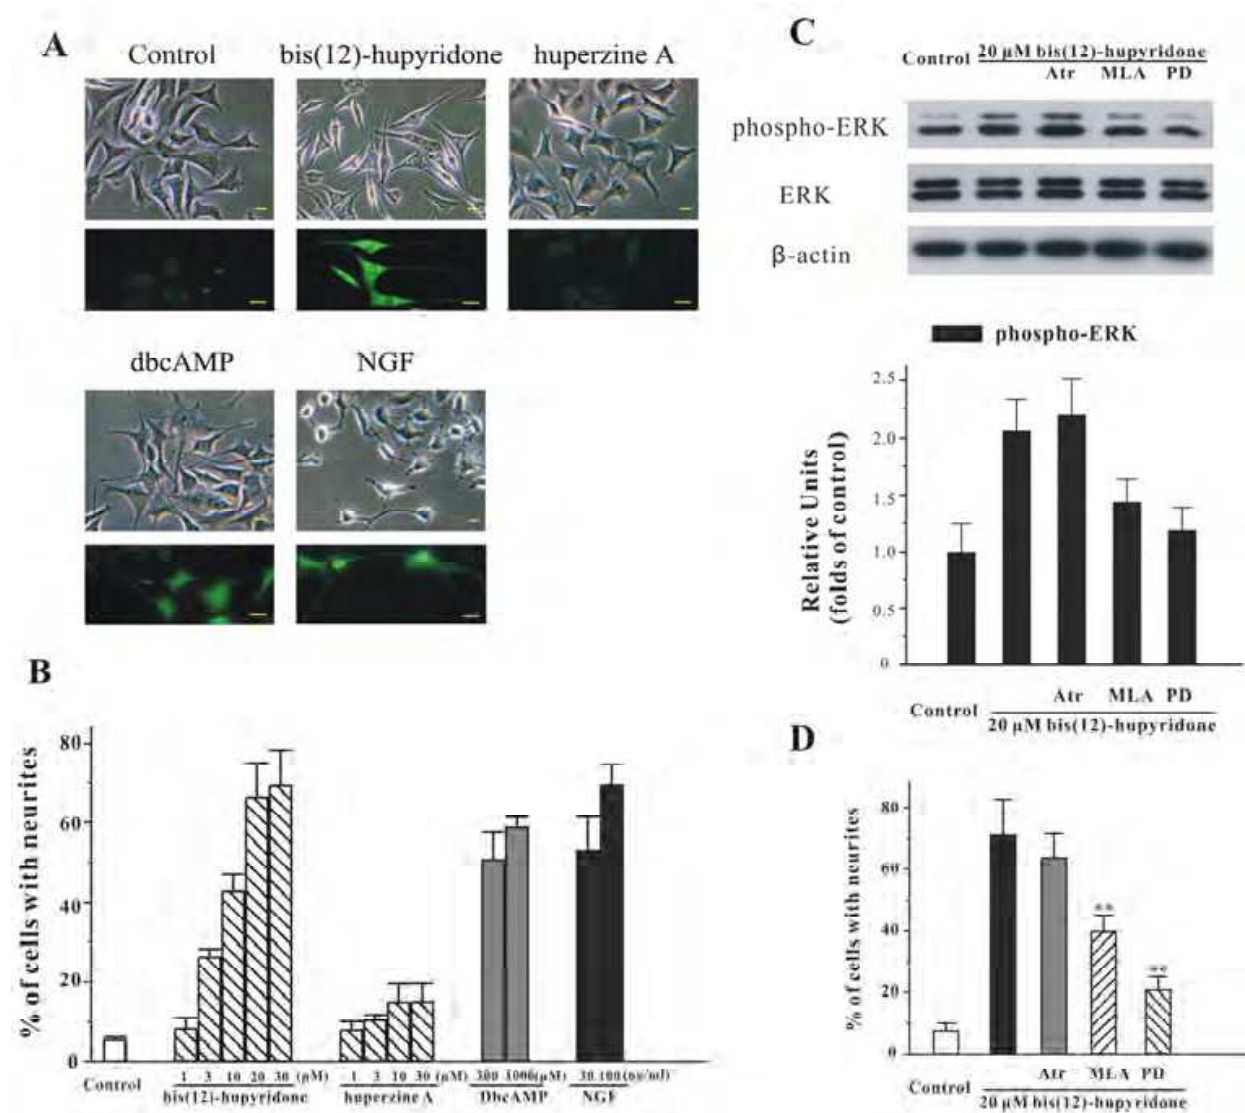 A
Control bis(12)-hupyridone huperzine A
dbcAMP NGF
B
% of cells with neurites
80
60
40
20
0
Control
1 3 10 20 30 (μM)
bis(12)-hupyridone
1 3 10 30 (μM)
huperzine A
300 1000 (μM)
DbcAMP
30 100
NGF
C
Control
20 μM bis(12)-hupyridone
Atr MLA PD
phospho-ERK
ERK
β-actin
phospho-ERK
Relative Units
(folds of control)
2.5
2.0
1.5
1.0
0.5
0
Atr MLA PD
Control
20 μM bis(12)-hupyridone
D
% of cells with neurites
80
60
40
20
0
**
**
Control
Atr MLA PD
20 μM bis(12)-hupyridone